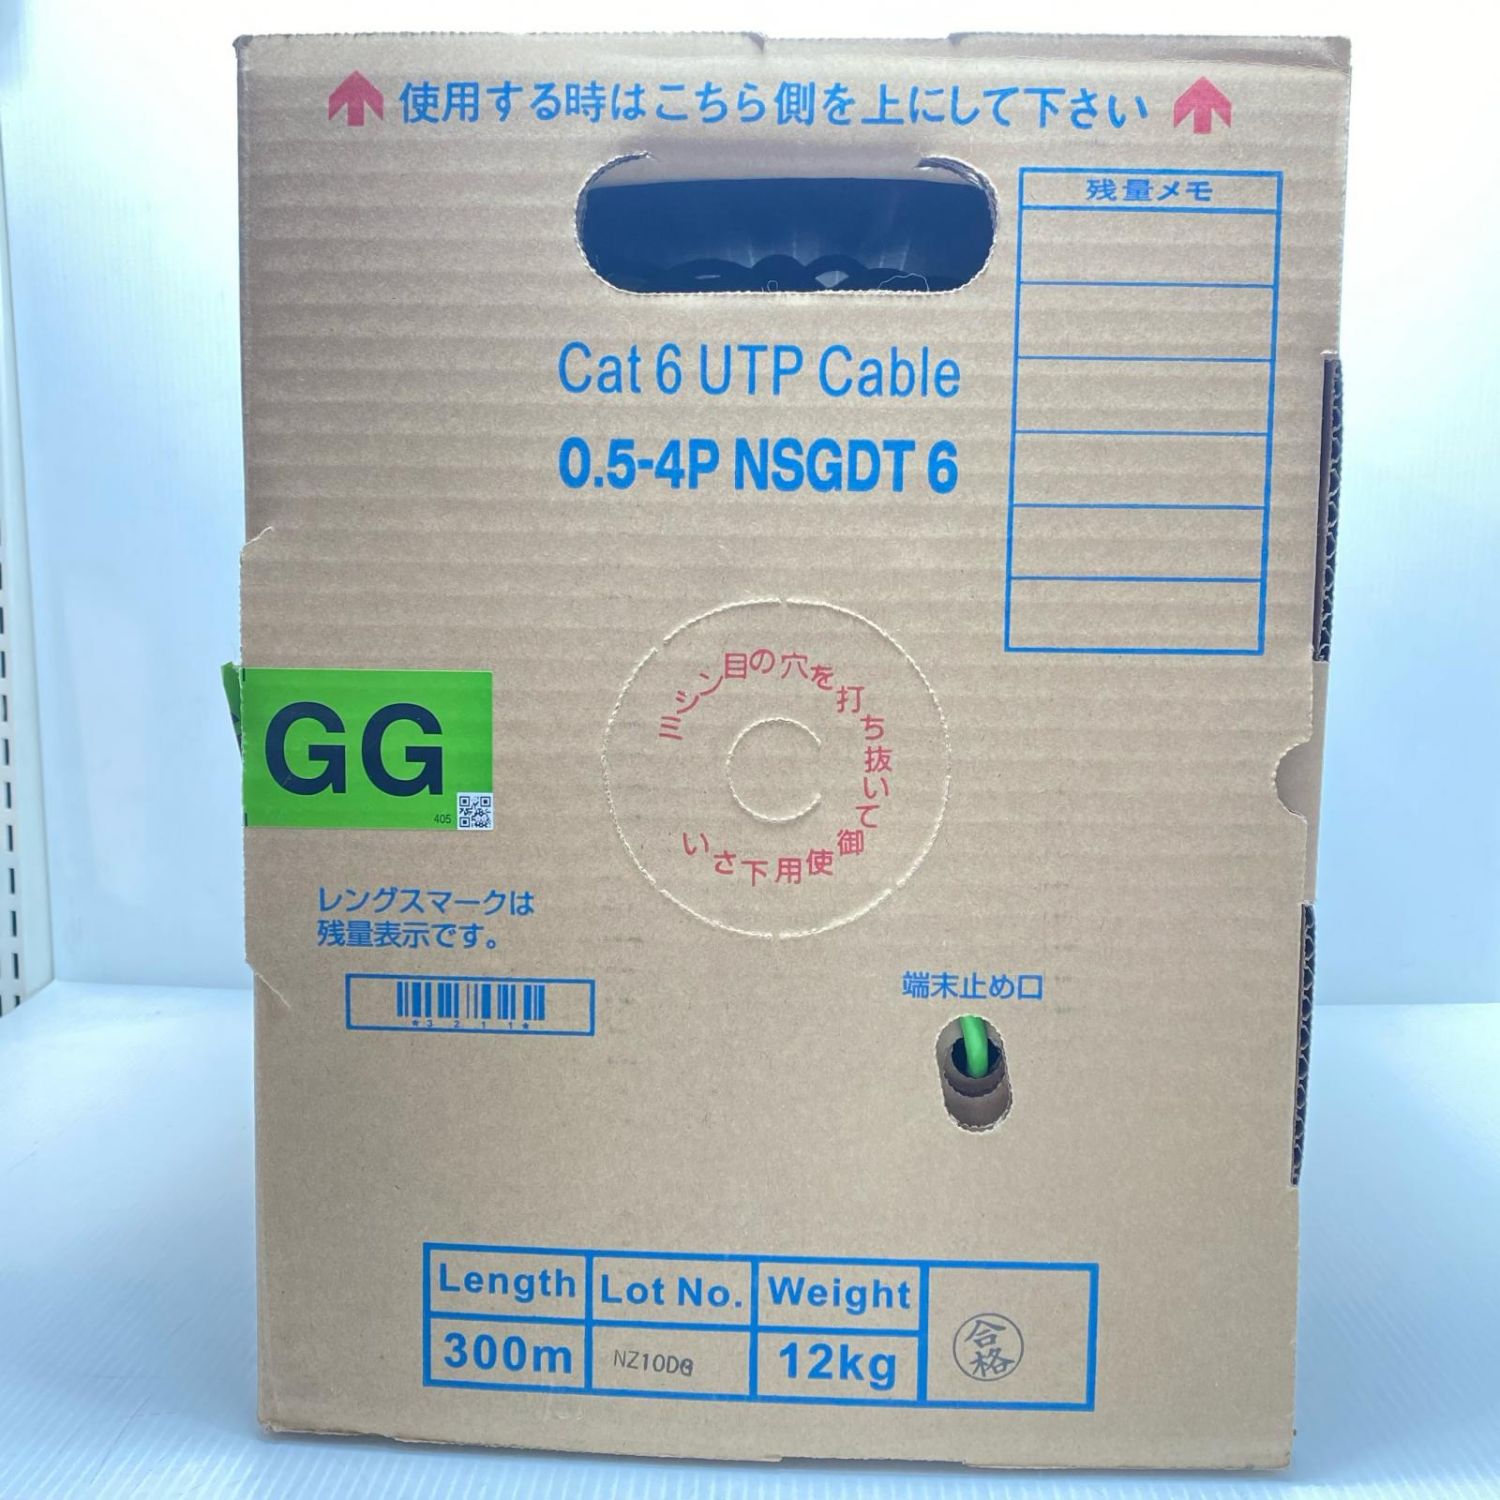 使用する時はこちら側を上にして下さい
残量メモ
Cat 6 UTP Cable
0.5-4P NSGDT 6
ミシン目の穴を打ち抜いて御使用下さい
GG
405
レングスマークは
残量表示です。
*3211*
端末止め口
Length Lot No. Weight
300m 12kg
合格